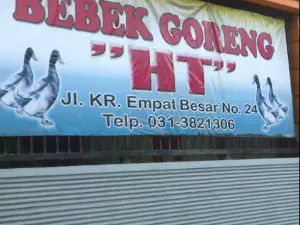 BEBEK GORENG
"HT"
Jl. KR. Empat Besar No. 24
Telp. 031-3821306